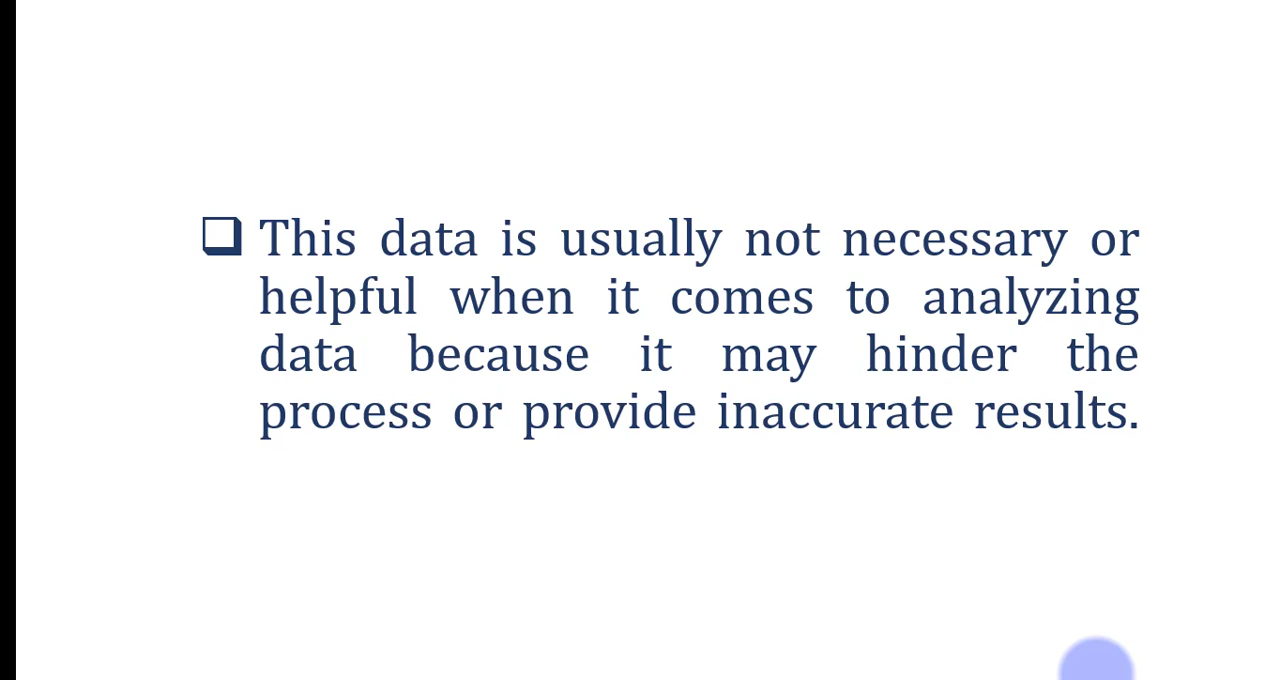 This data is usually not necessary or
helpful when it comes to analyzing
data because it may hinder the
process or provide inaccurate results.